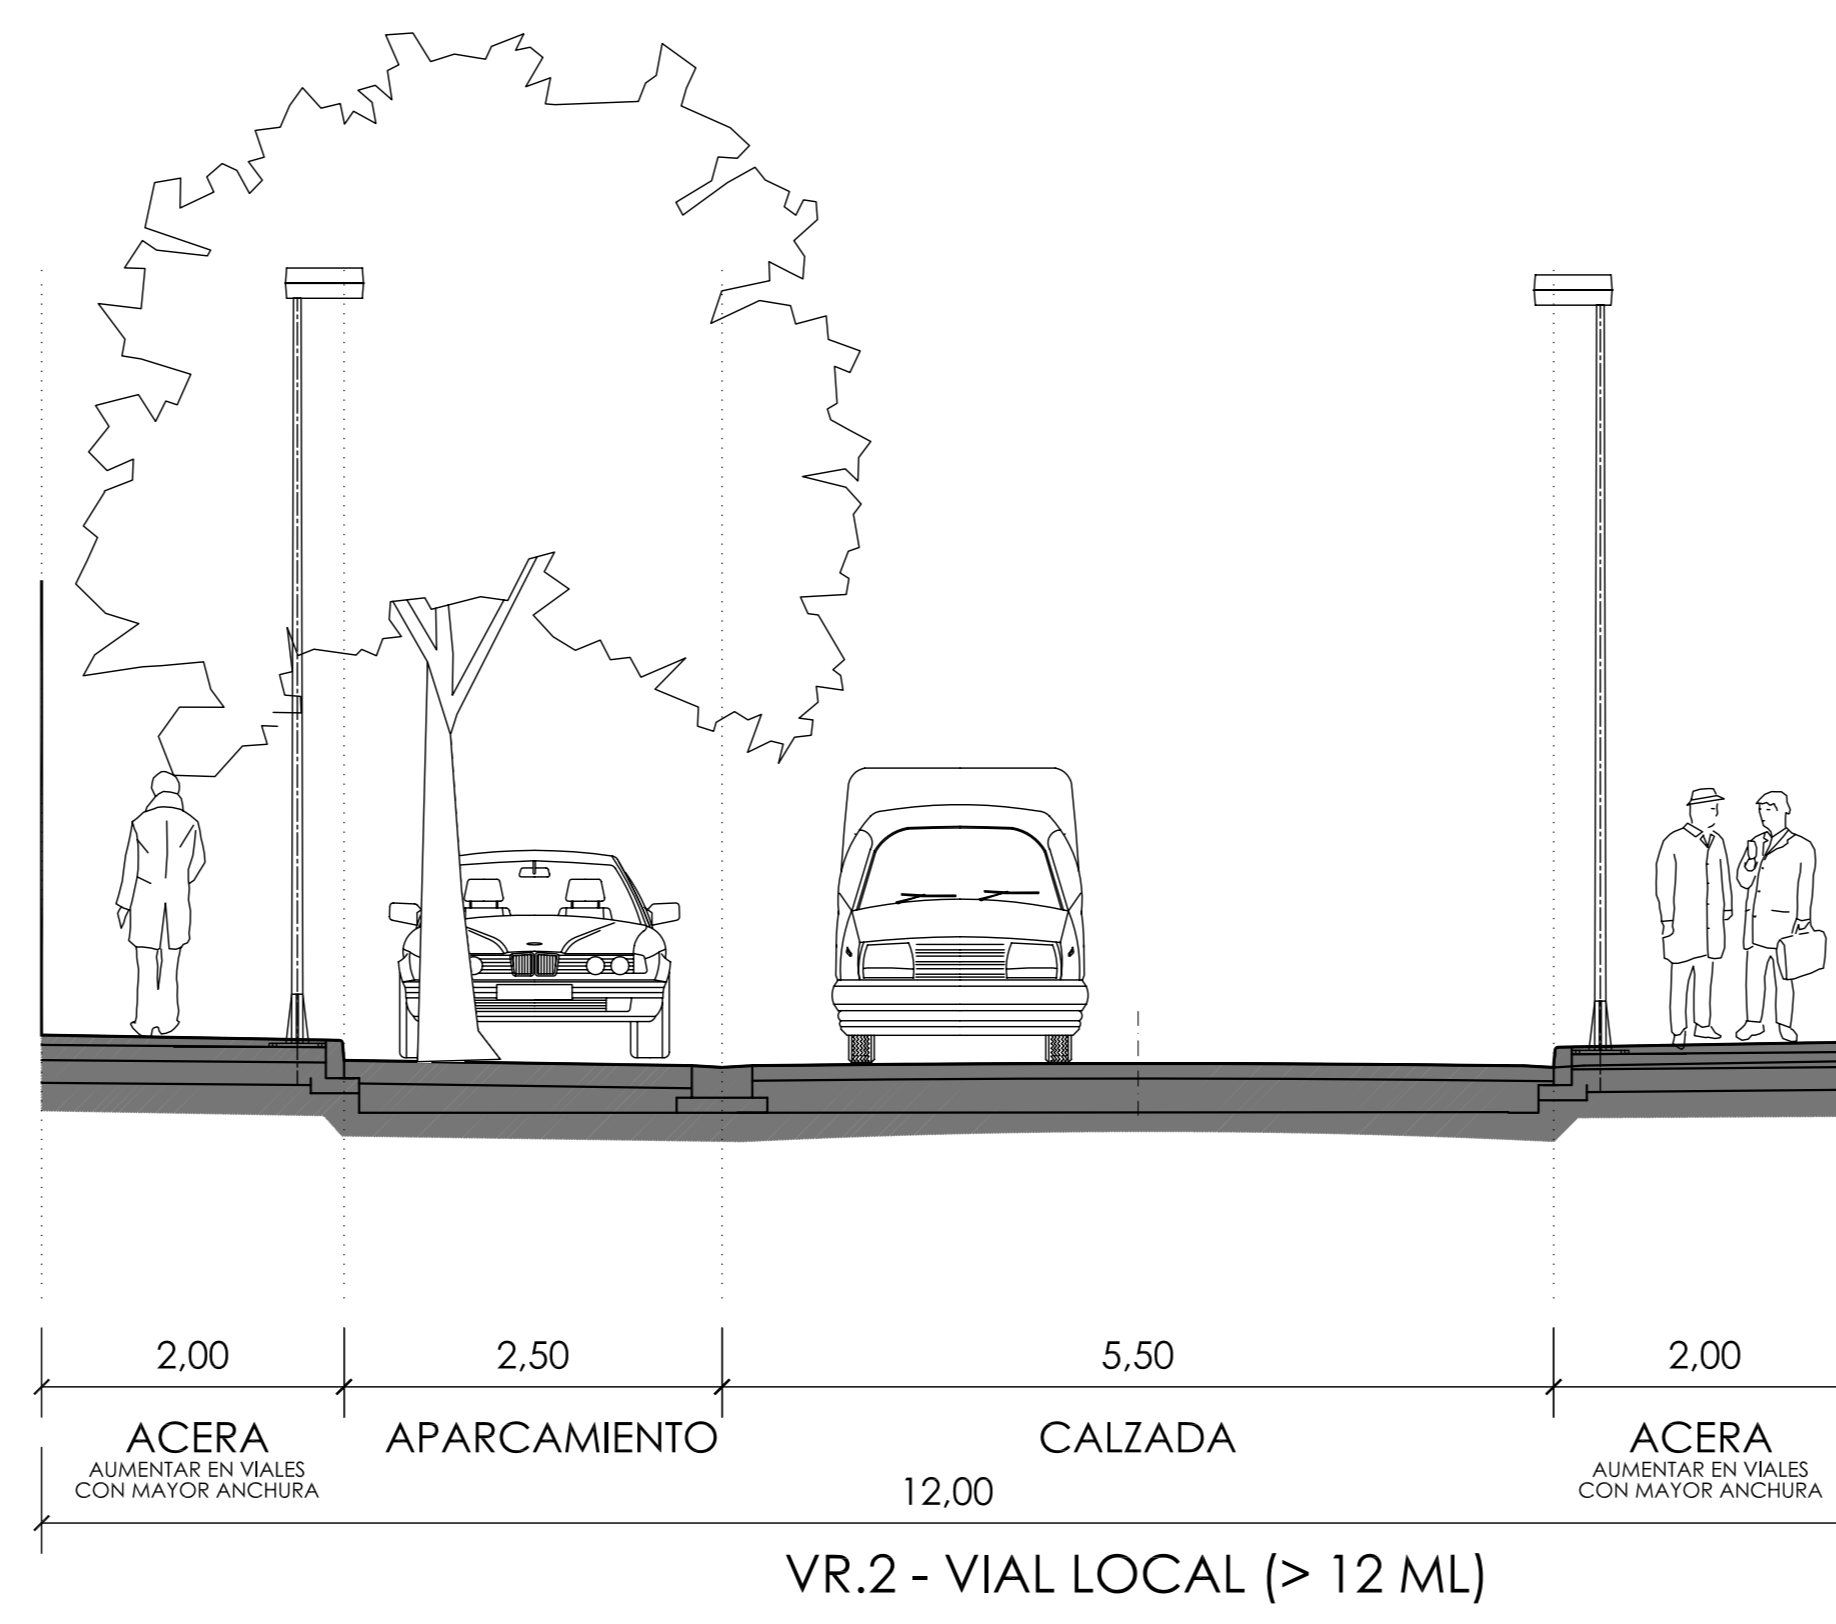 2,00 2,50 5,50 2,00
ACERA APARCAMIENTO CALZADA ACERA
AUMENTAR EN VIALES AUMENTAR EN VIALES
CON MAYOR ANCHURA CON MAYOR ANCHURA
12,00
VR.2 - VIAL LOCAL (> 12 ML)